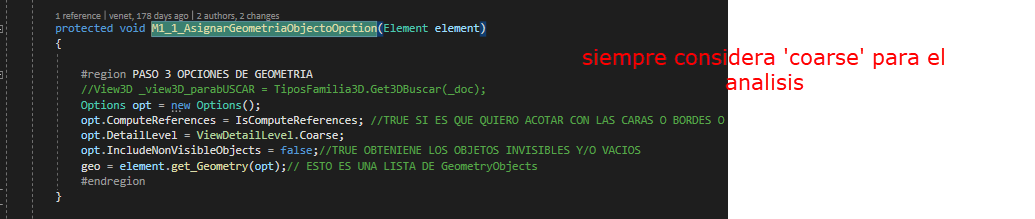 1 reference | venet, 178 days ago | 2 authors, 2 changes
protected void M1_1_AsignarGeometriaObjectoOpction(Element element)
{
#region PASO 3 OPCIONES DE GEOMETRIA
//View3D _view3D_parabUSCAR = TiposFamilia3D.Get3DBuscar(_doc);
Options opt = new Options();
opt.ComputeReferences = IsComputeReferences; //TRUE SI ES QUE QUIERO ACOTAR CON LAS CARAS O BORDES O
opt.DetailLevel = ViewDetailLevel.Coarse;
opt.IncludeNonVisibleObjects = false;//TRUE OBTENIENE LOS OBJETOS INVISIBLES Y/O VACIOS
geo = element.get_Geometry(opt);// ESTO ES UNA LISTA DE GeometryObjects
#endregion
}
siempre considera 'coarse' para el
analisis